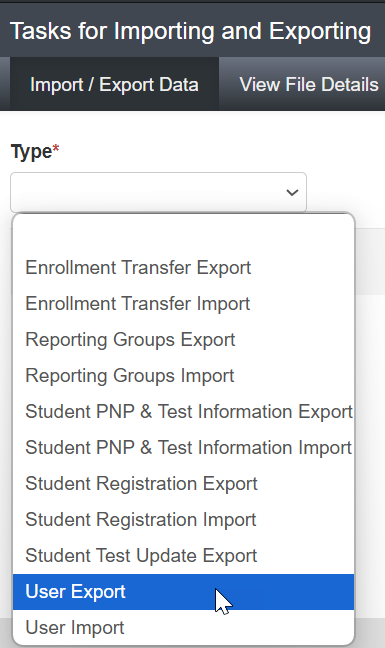 Tasks for Importing and Exporting
Import / Export Data
View File Details
Type*
Enrollment Transfer Export
Enrollment Transfer Import
Reporting Groups Export
Reporting Groups Import
Student PNP & Test Information Export
Student PNP & Test Information Import
Student Registration Export
Student Registration Import
Student Test Update Export
User Export
User Import